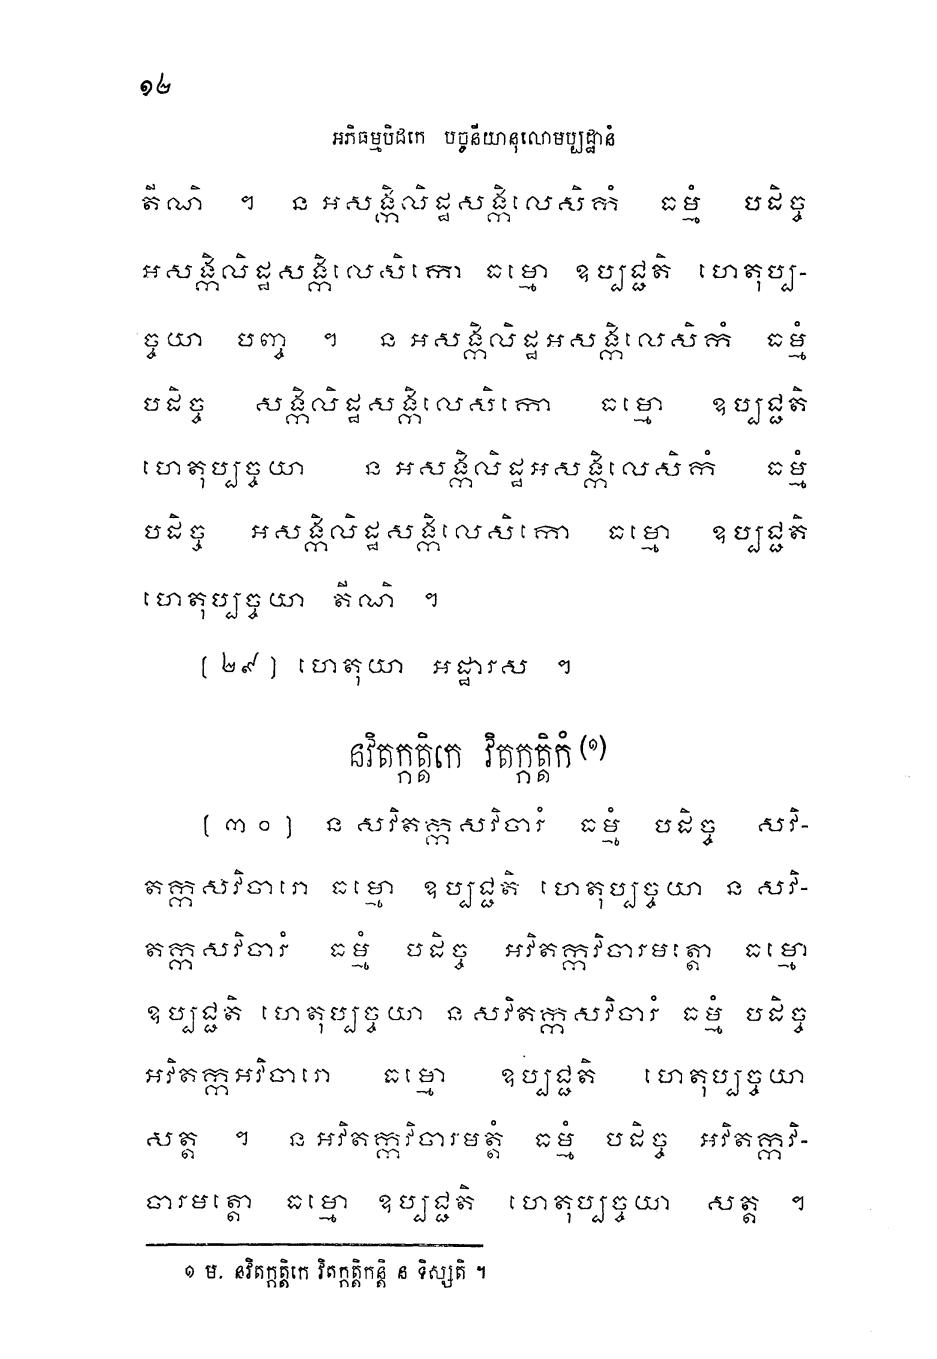 ១២
អភិធម្មបិដកេ បច្ចនីយានុលោមប្បដ្ឋានំ
តីណិ ។ ន អសង្កិលិដ្ឋសង្កិលេសិកំ ធម្មំ បដិច្ច
អសង្កិលិដ្ឋសង្កិលេសិកោ ធម្មោ ឧប្បជ្ជតិ ហេតុប្ប-
ច្ចយា បញ្ច ។ ន អសង្កិលិដ្ឋអសង្កិលេសិកំ ធម្មំ
បដិច្ច សង្កិលិដ្ឋសង្កិលេសិកោ ធម្មោ ឧប្បជ្ជតិ
ហេតុប្បច្ចយា ន អសង្កិលិដ្ឋអសង្កិលេសិកំ ធម្មំ
បដិច្ច អសង្កិលិដ្ឋសង្កិលេសិកោ ធម្មោ ឧប្បជ្ជតិ
ហេតុប្បច្ចយា តីណិ ។
(២៩) ហេតុយា អដ្ឋារស ។
នវិតក្កត្តិកេ វិតក្កត្តិកំ(១)
(៣០) ន សវិតក្កសវិចារំ ធម្មំ បដិច្ច សវិ-
តក្កសវិចារោ ធម្មោ ឧប្បជ្ជតិ ហេតុប្បច្ចយា ន សវិ-
តក្កសវិចារំ ធម្មំ បដិច្ច អវិតក្កវិចារមត្តោ ធម្មោ
ឧប្បជ្ជតិ ហេតុប្បច្ចយា ន សវិតក្កសវិចារំ ធម្មំ បដិច្ច
អវិតក្កអវិចារោ ធម្មោ ឧប្បជ្ជតិ ហេតុប្បច្ចយា
សត្ត ។ ន អវិតក្កវិចារមត្តំ ធម្មំ បដិច្ច អវិតក្កវិ-
ចារមត្តោ ធម្មោ ឧប្បជ្ជតិ ហេតុប្បច្ចយា សត្ត ។
១ ម. នវិតក្កត្តិកេ វិតក្កត្តិកន្តិ ន ទិស្សតិ ។